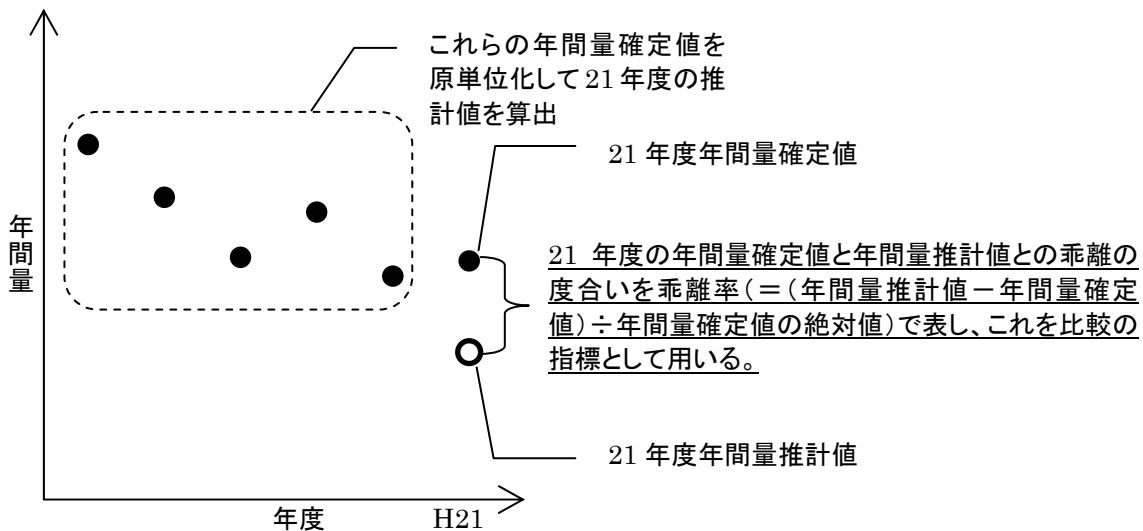 これらの年間量確定値を
原単位化して21年度の推
計値を算出
21年度年間量確定値
年間量
21 年度の年間量確定値と年間量推計値との乖離の
度合いを乖離率（＝（年間量推計値－年間量確定
値）÷年間量確定値の絶対値）で表し、これを比較の
指標として用いる。
21年度年間量推計値
年度
H21